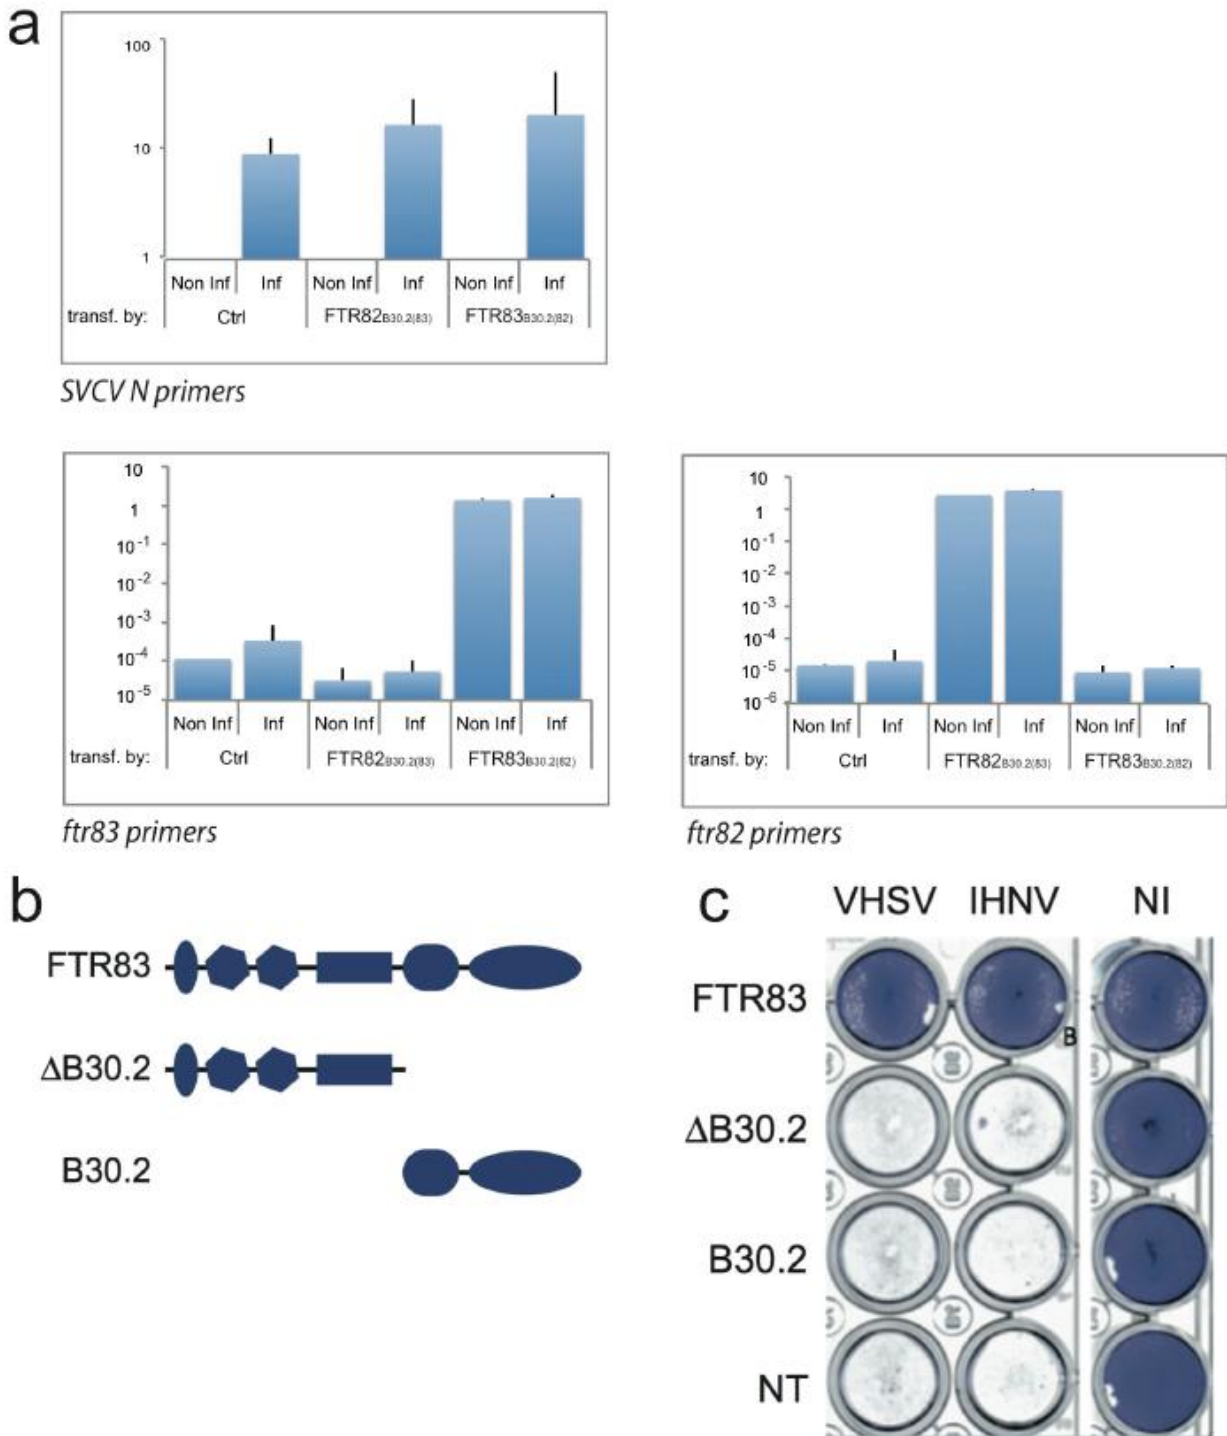 a
100
10
1
Non Inf Inf Non Inf Inf Non Inf Inf
transf. by: Ctrl FTR82B30.2(83) FTR83B30.2(82)
SVCV N primers
10
1
10-1
10-2
10-3
10-4
10-5
Non Inf Inf Non Inf Inf Non Inf Inf
transf. by: Ctrl FTR82B30.2(83) FTR83B30.2(82)
ftr83 primers
10
1
10-1
10-2
10-3
10-4
10-5
10-6
Non Inf Inf Non Inf Inf Non Inf Inf
transf. by: Ctrl FTR82B30.2(83) FTR83B30.2(82)
ftr82 primers
b
FTR83
ΔB30.2
B30.2
c
VHSV IHNV NI
FTR83
B
ΔB30.2
B30.2
NT